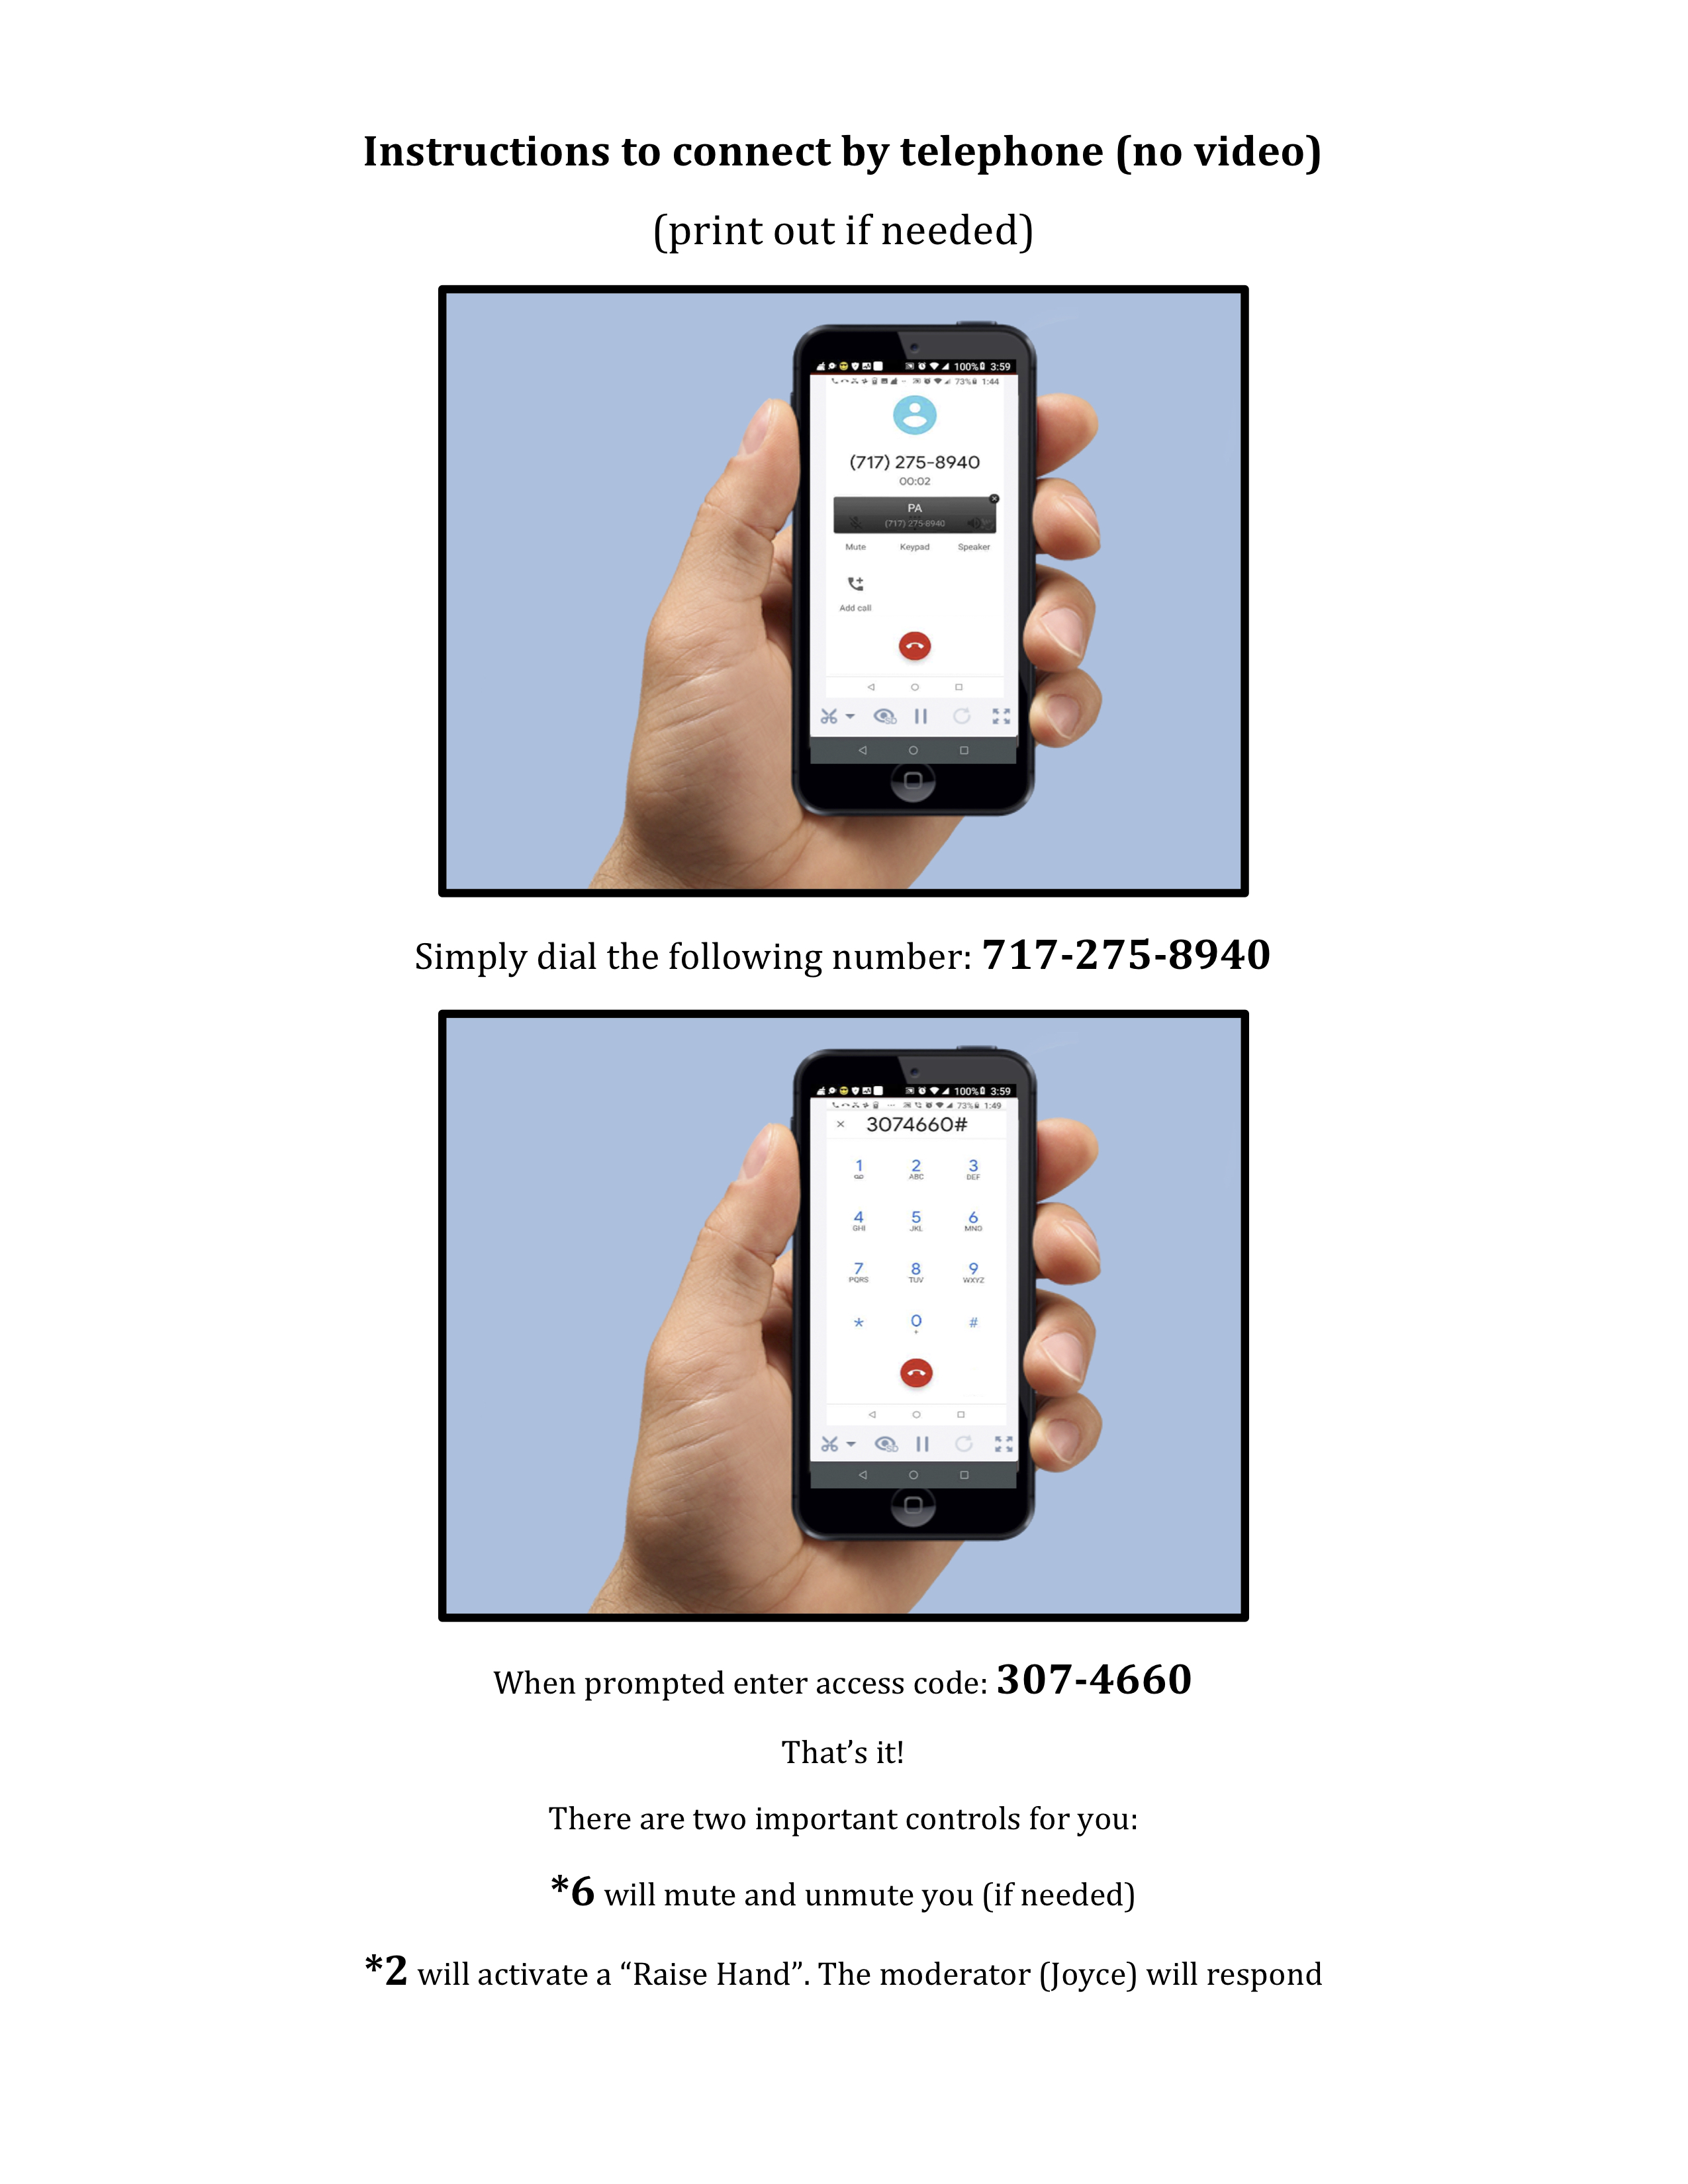 Instructions to connect by telephone (no video)
(print out if needed)
100% 3:59
73% 1:44
(717) 275-8940
00:02
PA
(717) 275-8940
Mute Keypad Speaker
Add call
SD
Simply dial the following number: 717-275-8940
100% 3:59
73% 1:49
× 3074660#
1 2 3
ABC DEF
4 5 6
GHI JKL MNO
7 8 9
PQRS TUV WXYZ
* 0 #
+
SD
When prompted enter access code: 307-4660
That’s it!
There are two important controls for you:
*6 will mute and unmute you (if needed)
*2 will activate a “Raise Hand”. The moderator (Joyce) will respond